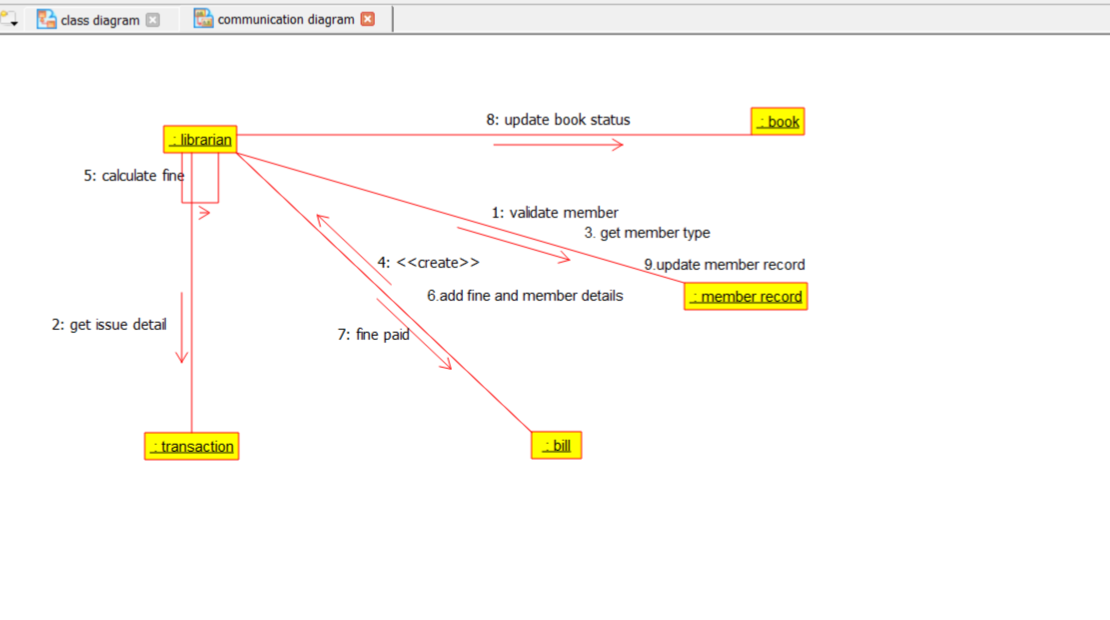 class diagram
communication diagram
8: update book status
: book
: librarian
5: calculate fine
1: validate member
3. get member type
4: <<create>>
9.update member record
6.add fine and member details
: member record
2: get issue detail
7: fine paid
: transaction
: bill